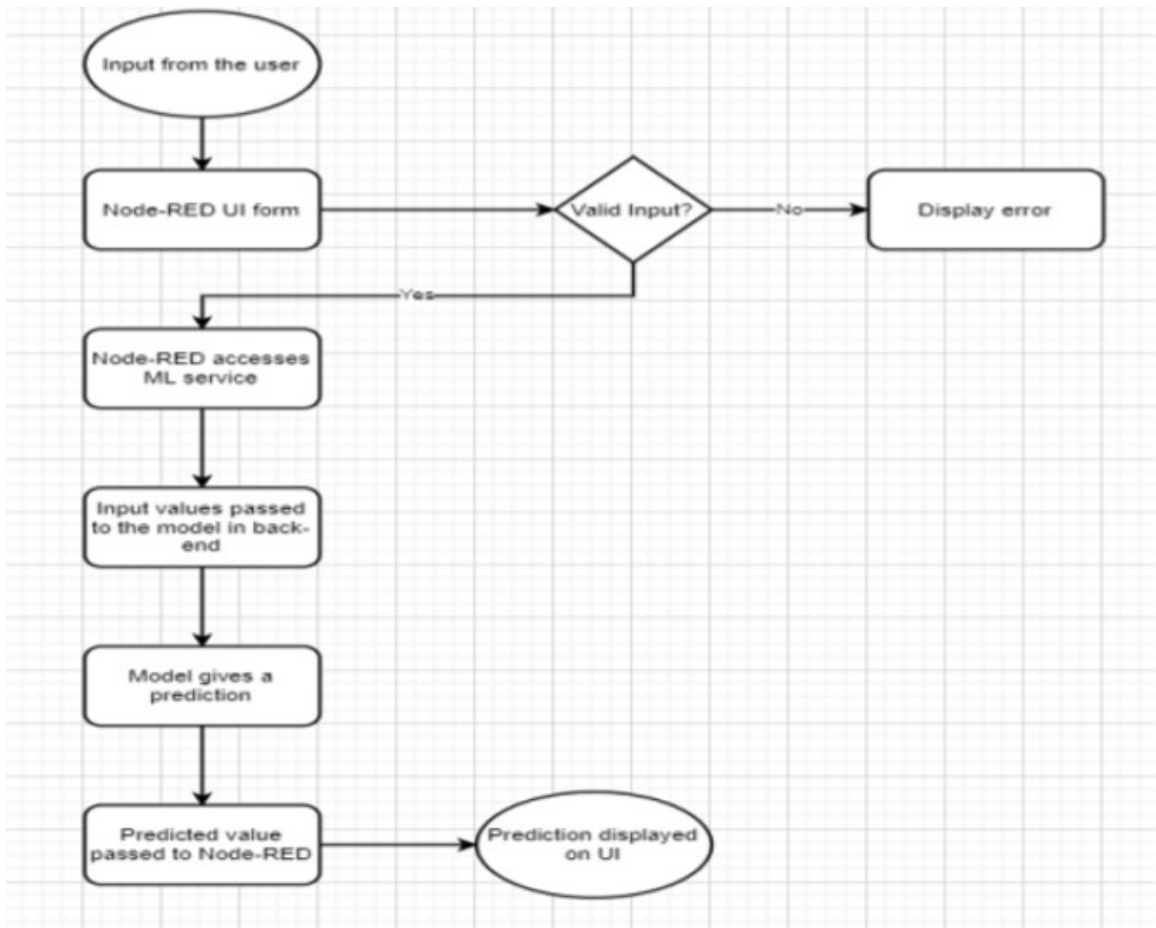 Input from the user
Node-RED UI form
Valid Input?
No
Display error
Yes
Node-RED accesses
ML service
Input values passed
to the model in back-
end
Model gives a
prediction
Predicted value
passed to Node-RED
Prediction displayed
on UI